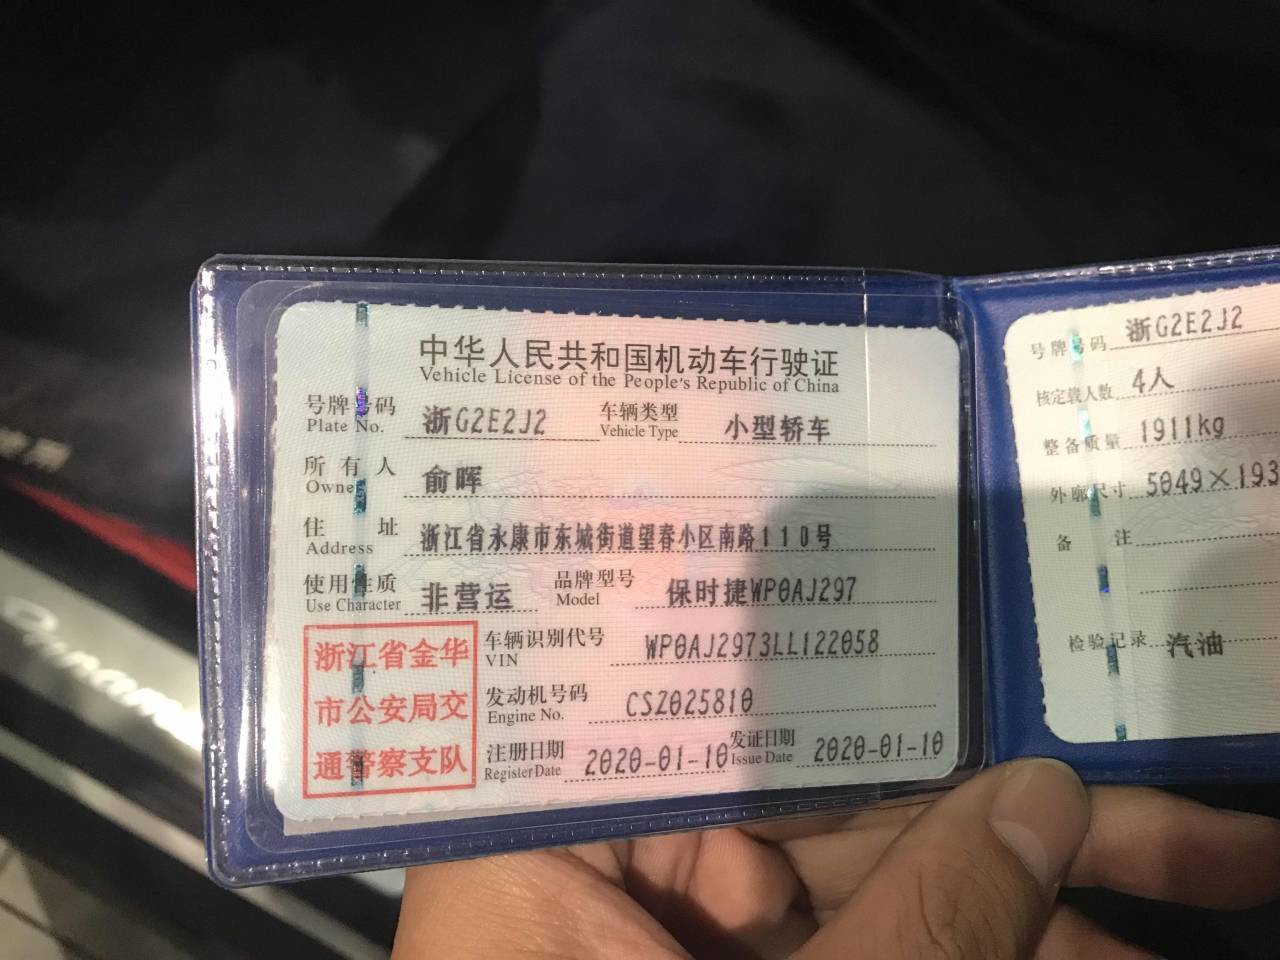 中华人民共和国机动车行驶证
Vehicle License of the People's Republic of China
号牌号码 浙G2E2J2 车辆类型 小型轿车
Plate No. Vehicle Type
所有人 俞晖
Owner
住址 浙江省永康市东城街道望春小区南路110号
Address
使用性质 非营运 品牌型号 保时捷WP0AJ297
Use Character Model
浙江省金华
市公安局交
通警察支队
车辆识别代号 WP0AJ2973LL122058
VIN
发动机号码 CSZ025810
Engine No.
注册日期 2020-01-10 发证日期 2020-01-10
Register Date Issue Date
号牌号码 浙G2E2J2
核定载人数 4人
整备质量 1911kg
外廓尺寸 5049×193
备注
检验记录 汽油